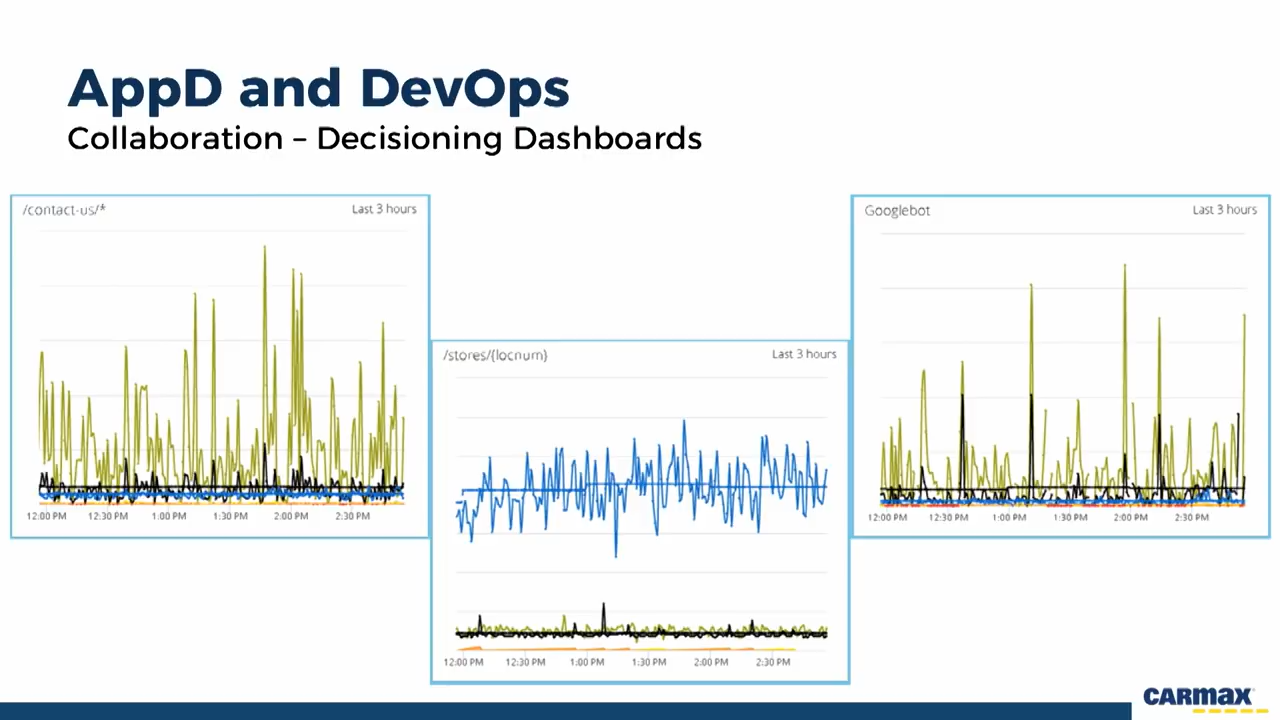 AppD and DevOps
Collaboration – Decisioning Dashboards
/contact-us/* Last 3 hours
12:00 PM 12:30 PM 1:00 PM 1:30 PM 2:00 PM 2:30 PM
/stores/{locnum} Last 3 hours
12:00 PM 12:30 PM 1:00 PM 1:30 PM 2:00 PM 2:30 PM
Googlebot Last 3 hours
12:00 PM 12:30 PM 1:00 PM 1:30 PM 2:00 PM 2:30 PM
CARMAX